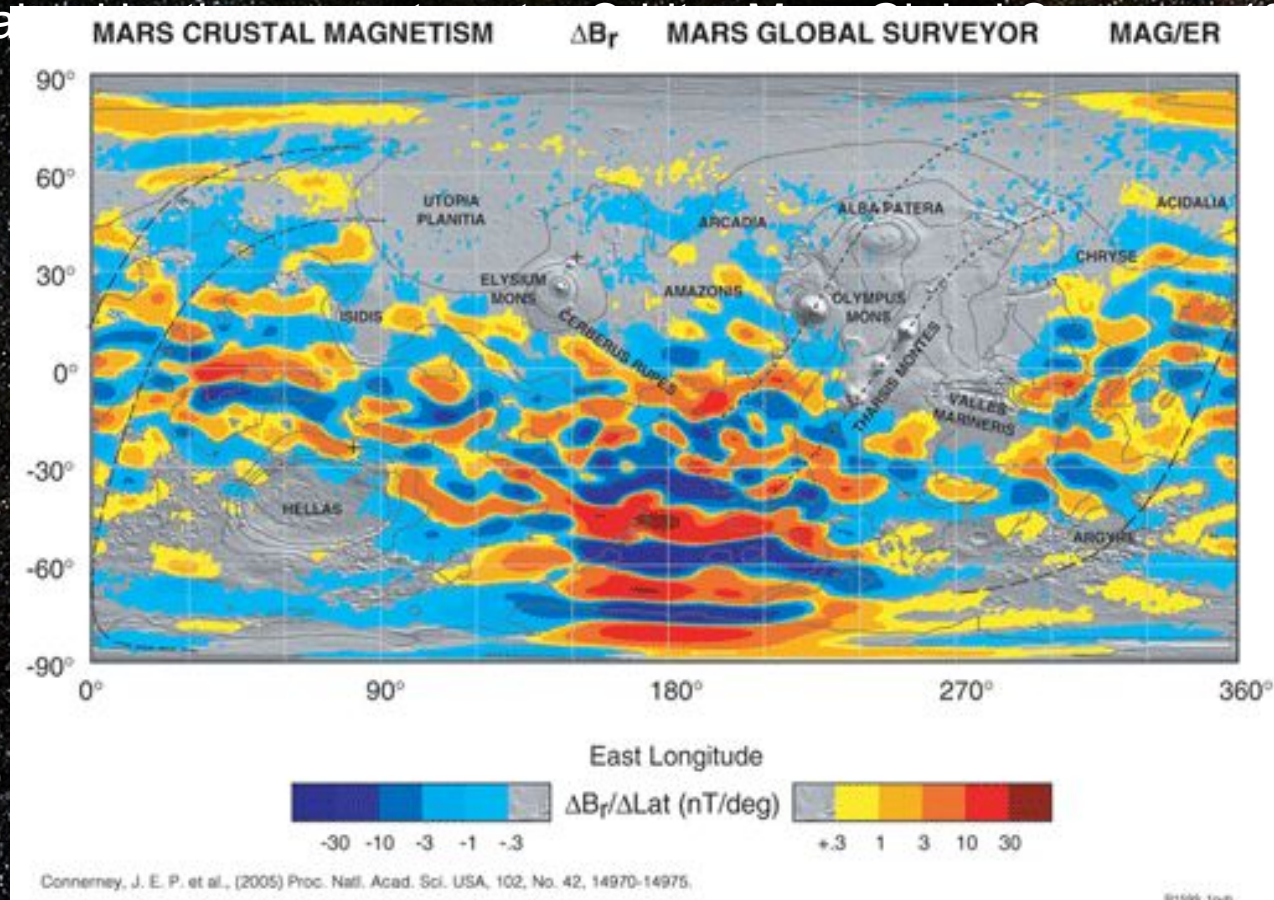 MARS CRUSTAL MAGNETISM ΔBr MARS GLOBAL SURVEYOR MAG/ER
90°
60°
30°
0°
-30°
-60°
-90°
UTOPIA
PLANITIA
ARCADIA
ALBA PATERA
ACIDALIA
CHRYSE
ELYSIUM
MONS
AMAZONIS
OLYMPUS
MONS
ISIDIS
CERBERUS RUPES
THARSIS MONTES
VALLES
MARINERIS
HELLAS
ARGYRE
0° 90° 180° 270° 360°
East Longitude
ΔBr/ΔLat (nT/deg)
-30 -10 -3 -1 -.3 +.3 1 3 10 30
Connerney, J. E. P. et al., (2005) Proc. Natl. Acad. Sci. USA, 102, No. 42, 14970-14975.